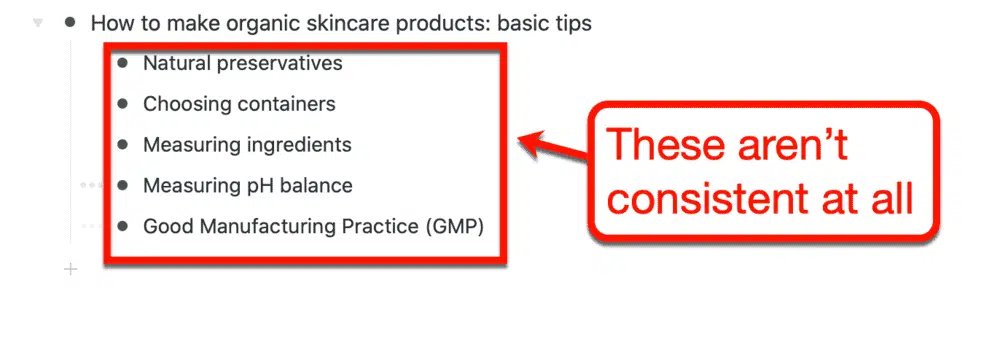 How to make organic skincare products: basic tips
Natural preservatives
Choosing containers
Measuring ingredients
Measuring pH balance
Good Manufacturing Practice (GMP)
These aren’t
consistent at all